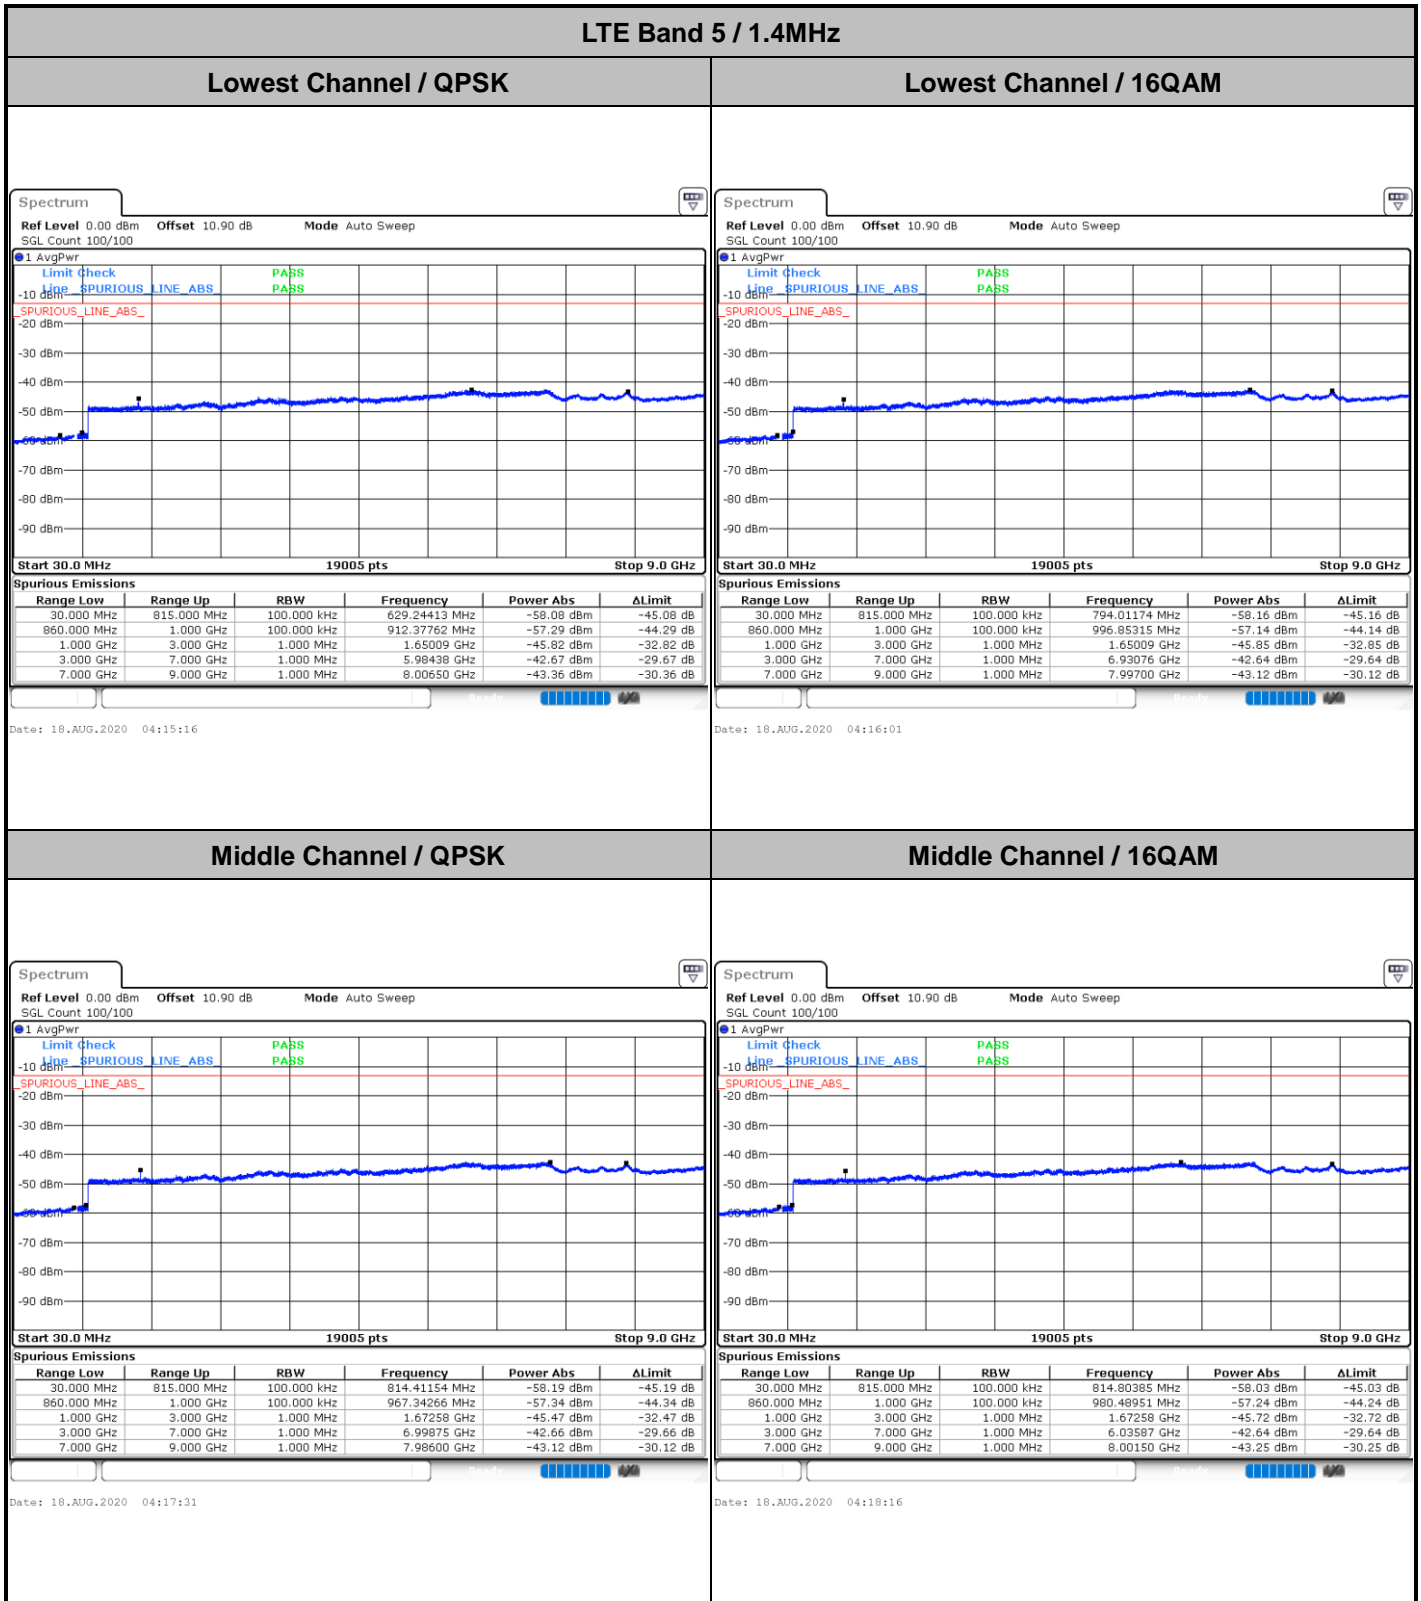 LTE Band 5 / 1.4MHz
Lowest Channel / QPSK
Lowest Channel / 16QAM
Spectrum
Ref Level 0.00 dBm Offset 10.90 dB Mode Auto Sweep
SGL Count 100/100
1 AvgPwr
Limit Check PASS
Line _SPURIOUS_LINE_ABS_ PASS
-10 dBm
_SPURIOUS_LINE_ABS_
-20 dBm
-30 dBm
-40 dBm
-50 dBm
-60 dBm
-70 dBm
-80 dBm
-90 dBm
Start 30.0 MHz 19005 pts Stop 9.0 GHz
Spurious Emissions
Range Low Range Up RBW Frequency Power Abs ΔLimit
30.000 MHz 815.000 MHz 100.000 kHz 629.24413 MHz -58.08 dBm -45.08 dB
860.000 MHz 1.000 GHz 100.000 kHz 912.37762 MHz -57.29 dBm -44.29 dB
1.000 GHz 3.000 GHz 1.000 MHz 1.65009 GHz -45.82 dBm -32.82 dB
3.000 GHz 7.000 GHz 1.000 MHz 5.98438 GHz -42.67 dBm -29.67 dB
7.000 GHz 9.000 GHz 1.000 MHz 8.00650 GHz -43.36 dBm -30.36 dB
Ready
Date: 18.AUG.2020 04:15:16
Spectrum
Ref Level 0.00 dBm Offset 10.90 dB Mode Auto Sweep
SGL Count 100/100
1 AvgPwr
Limit Check PASS
Line _SPURIOUS_LINE_ABS_ PASS
-10 dBm
_SPURIOUS_LINE_ABS_
-20 dBm
-30 dBm
-40 dBm
-50 dBm
-60 dBm
-70 dBm
-80 dBm
-90 dBm
Start 30.0 MHz 19005 pts Stop 9.0 GHz
Spurious Emissions
Range Low Range Up RBW Frequency Power Abs ΔLimit
30.000 MHz 815.000 MHz 100.000 kHz 794.01174 MHz -58.16 dBm -45.16 dB
860.000 MHz 1.000 GHz 100.000 kHz 996.85315 MHz -57.14 dBm -44.14 dB
1.000 GHz 3.000 GHz 1.000 MHz 1.65009 GHz -45.85 dBm -32.85 dB
3.000 GHz 7.000 GHz 1.000 MHz 6.93076 GHz -42.64 dBm -29.64 dB
7.000 GHz 9.000 GHz 1.000 MHz 7.99700 GHz -43.12 dBm -30.12 dB
Ready
Date: 18.AUG.2020 04:16:01
Middle Channel / QPSK
Middle Channel / 16QAM
Spectrum
Ref Level 0.00 dBm Offset 10.90 dB Mode Auto Sweep
SGL Count 100/100
1 AvgPwr
Limit Check PASS
Line _SPURIOUS_LINE_ABS_ PASS
-10 dBm
_SPURIOUS_LINE_ABS_
-20 dBm
-30 dBm
-40 dBm
-50 dBm
-60 dBm
-70 dBm
-80 dBm
-90 dBm
Start 30.0 MHz 19005 pts Stop 9.0 GHz
Spurious Emissions
Range Low Range Up RBW Frequency Power Abs ΔLimit
30.000 MHz 815.000 MHz 100.000 kHz 814.41154 MHz -58.19 dBm -45.19 dB
860.000 MHz 1.000 GHz 100.000 kHz 967.34266 MHz -57.34 dBm -44.34 dB
1.000 GHz 3.000 GHz 1.000 MHz 1.67258 GHz -45.47 dBm -32.47 dB
3.000 GHz 7.000 GHz 1.000 MHz 6.99875 GHz -42.66 dBm -29.66 dB
7.000 GHz 9.000 GHz 1.000 MHz 7.98600 GHz -43.12 dBm -30.12 dB
Ready
Date: 18.AUG.2020 04:17:31
Spectrum
Ref Level 0.00 dBm Offset 10.90 dB Mode Auto Sweep
SGL Count 100/100
1 AvgPwr
Limit Check PASS
Line _SPURIOUS_LINE_ABS_ PASS
-10 dBm
_SPURIOUS_LINE_ABS_
-20 dBm
-30 dBm
-40 dBm
-50 dBm
-60 dBm
-70 dBm
-80 dBm
-90 dBm
Start 30.0 MHz 19005 pts Stop 9.0 GHz
Spurious Emissions
Range Low Range Up RBW Frequency Power Abs ΔLimit
30.000 MHz 815.000 MHz 100.000 kHz 814.80385 MHz -58.03 dBm -45.03 dB
860.000 MHz 1.000 GHz 100.000 kHz 980.48951 MHz -57.24 dBm -44.24 dB
1.000 GHz 3.000 GHz 1.000 MHz 1.67258 GHz -45.72 dBm -32.72 dB
3.000 GHz 7.000 GHz 1.000 MHz 6.03587 GHz -42.64 dBm -29.64 dB
7.000 GHz 9.000 GHz 1.000 MHz 8.00150 GHz -43.25 dBm -30.25 dB
Ready
Date: 18.AUG.2020 04:18:16